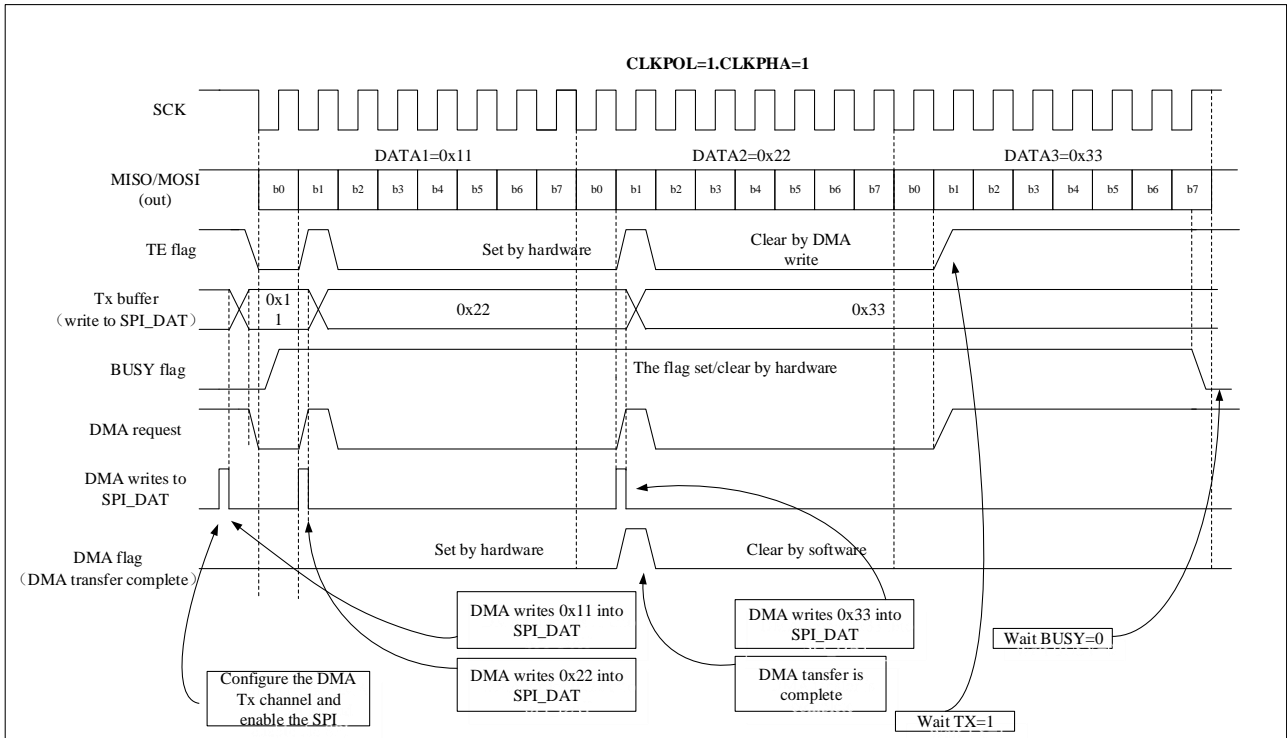 CLKPOL=1.CLKPHA=1
SCK
DATA1=0x11 DATA2=0x22 DATA3=0x33
MISO/MOSI
(out)
b0 b1 b2 b3 b4 b5 b6 b7 b0 b1 b2 b3 b4 b5 b6 b7 b0 b1 b2 b3 b4 b5 b6 b7
TE flag
Set by hardware
Clear by DMA
write
Tx buffer
（write to SPI_DAT）
0x1
1
0x22
0x33
BUSY flag
The flag set/clear by hardware
DMA request
DMA writes to
SPI_DAT
DMA flag
（DMA transfer complete）
Set by hardware
Clear by software
DMA writes 0x11 into
SPI_DAT
DMA writes 0x33 into
SPI_DAT
Wait BUSY=0
Configure the DMA
Tx channel and
enable the SPI
DMA writes 0x22 into
SPI_DAT
DMA tansfer is
complete
Wait TX=1